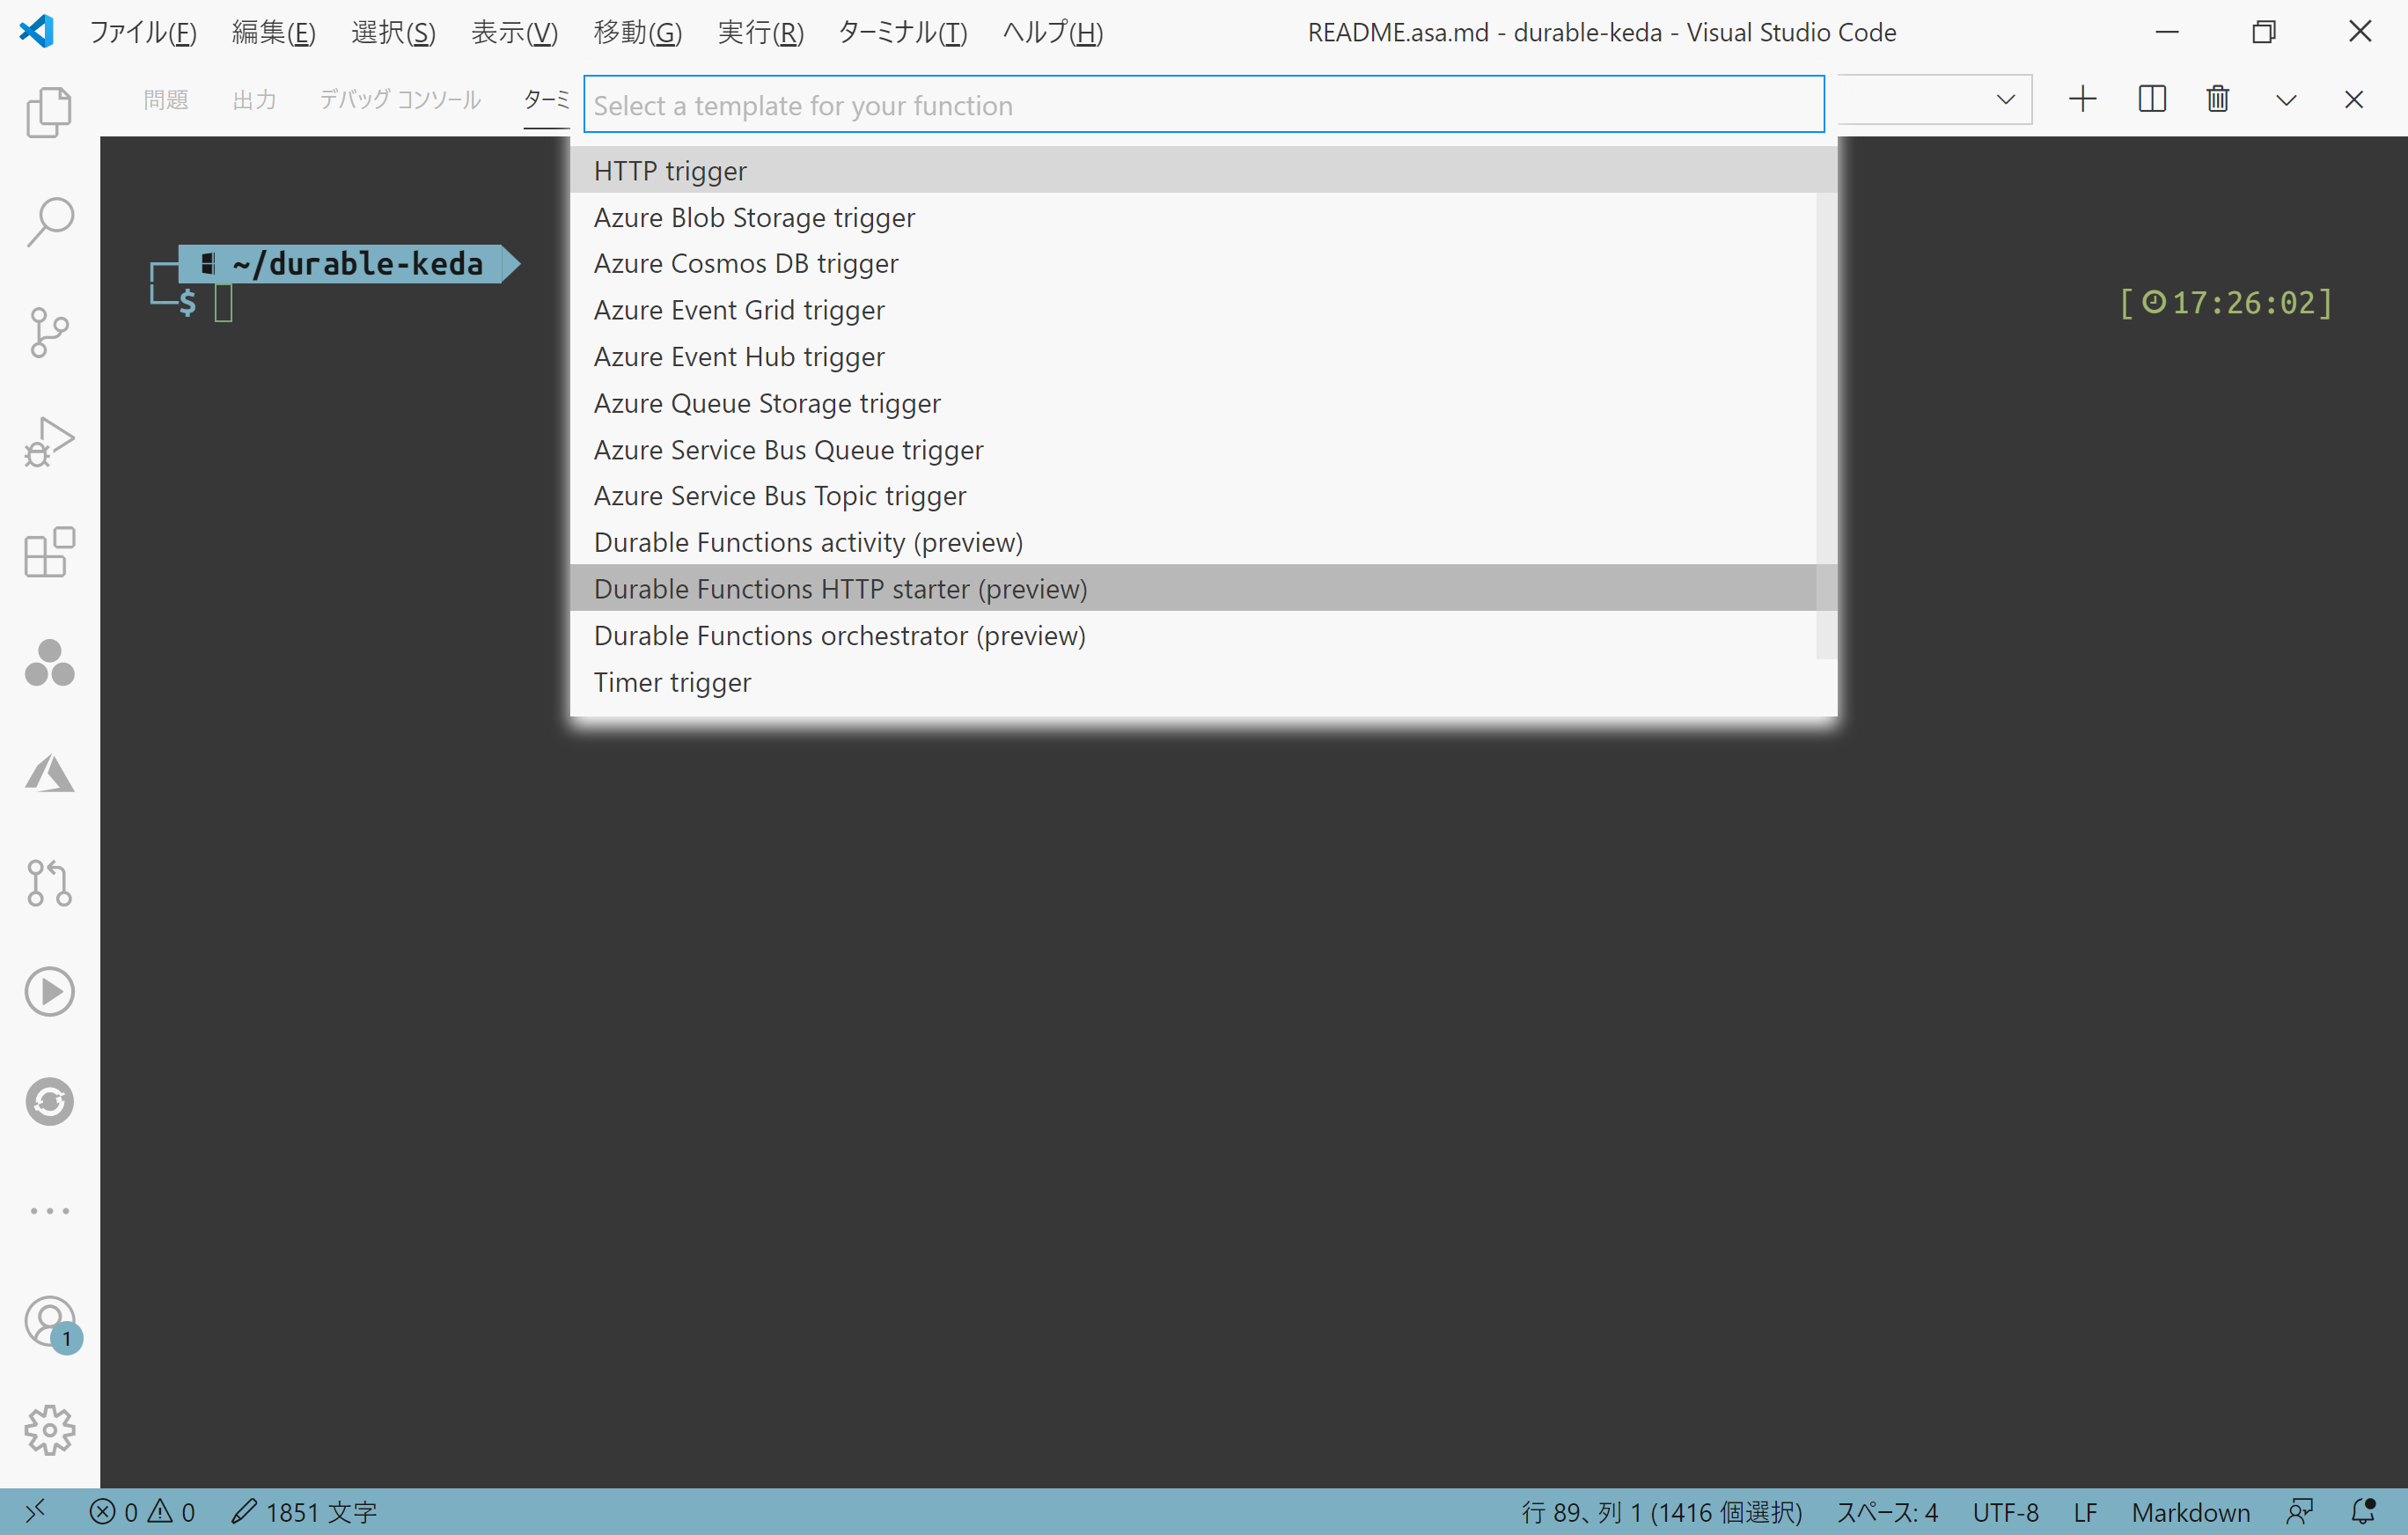 ファイル(F) 編集(E) 選択(S) 表示(V) 移動(G) 実行(R) ターミナル(T) ヘルプ(H) README.asa.md - durable-keda - Visual Studio Code
問題 出力 デバッグ コンソール ターミ
Select a template for your function
HTTP trigger
Azure Blob Storage trigger
Azure Cosmos DB trigger
Azure Event Grid trigger
Azure Event Hub trigger
Azure Queue Storage trigger
Azure Service Bus Queue trigger
Azure Service Bus Topic trigger
Durable Functions activity (preview)
Durable Functions HTTP starter (preview)
Durable Functions orchestrator (preview)
Timer trigger
~/durable-keda
$
[17:26:02]
1
0 0 1851 文字 行 89、列 1 (1416 個選択) スペース: 4 UTF-8 LF Markdown